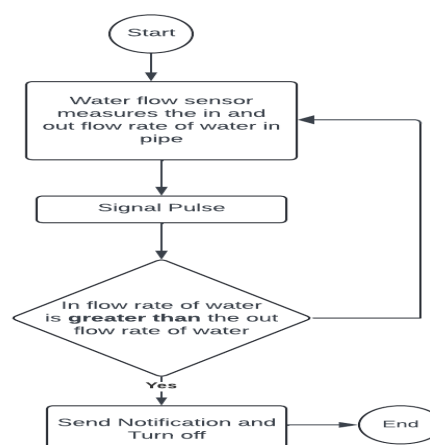 Start
Water flow sensor
measures the in and
out flow rate of water in
pipe
Signal Pulse
In flow rate of water
is greater than the out
flow rate of water
Yes
Send Notification and
Turn off
End